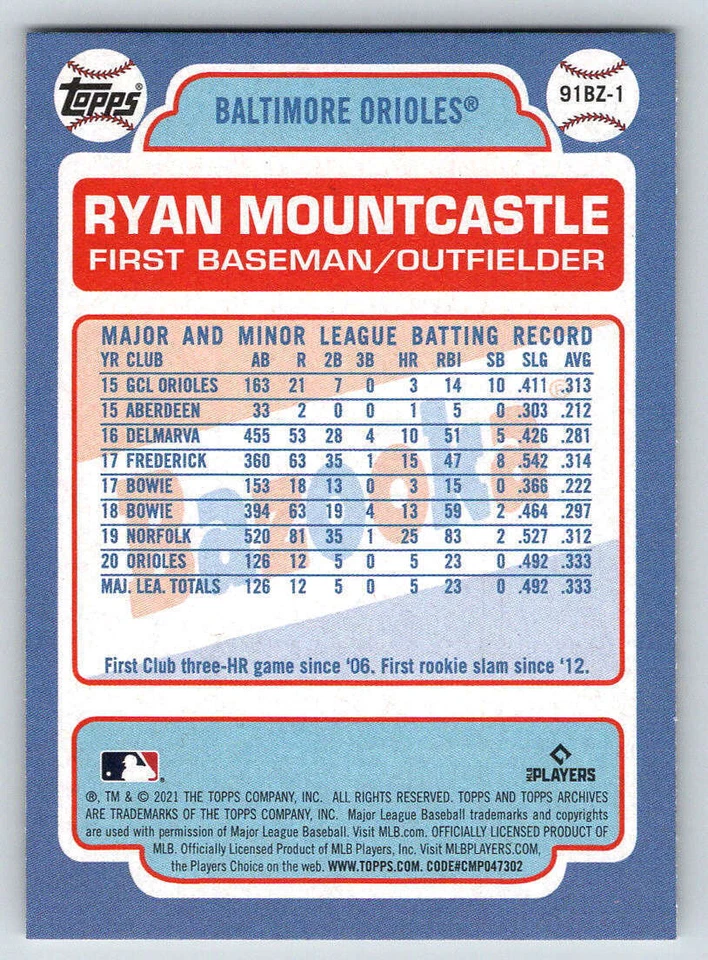 Topps®
BALTIMORE ORIOLES®
91BZ-1
RYAN MOUNTCASTLE
FIRST BASEMAN/OUTFIELDER
MAJOR AND MINOR LEAGUE BATTING RECORD
YR CLUB AB R 2B 3B HR RBI SB SLG AVG
15 GCL ORIOLES 163 21 7 0 3 14 10 .411 .313
15 ABERDEEN 33 2 0 0 1 5 0 .303 .212
16 DELMARVA 455 53 28 4 10 51 5 .426 .281
17 FREDERICK 360 63 35 1 15 47 8 .542 .314
17 BOWIE 153 18 13 0 3 15 0 .366 .222
18 BOWIE 394 63 19 4 13 59 2 .464 .297
19 NORFOLK 520 81 35 1 25 83 2 .527 .312
20 ORIOLES 126 12 5 0 5 23 0 .492 .333
MAJ. LEA. TOTALS 126 12 5 0 5 23 0 .492 .333
Bazooka®
First Club three-HR game since '06. First rookie slam since '12.
MLB PLAYERS
®, TM & © 2021 THE TOPPS COMPANY, INC. ALL RIGHTS RESERVED. TOPPS AND TOPPS ARCHIVES
ARE TRADEMARKS OF THE TOPPS COMPANY, INC. Major League Baseball trademarks and copyrights
are used with permission of Major League Baseball. Visit MLB.com. OFFICIALLY LICENSED PRODUCT OF
MLB. Officially Licensed Product of MLB Players, Inc. Visit MLBPLAYERS.COM,
the Players Choice on the web. WWW.TOPPS.COM. CODE#CMP047302